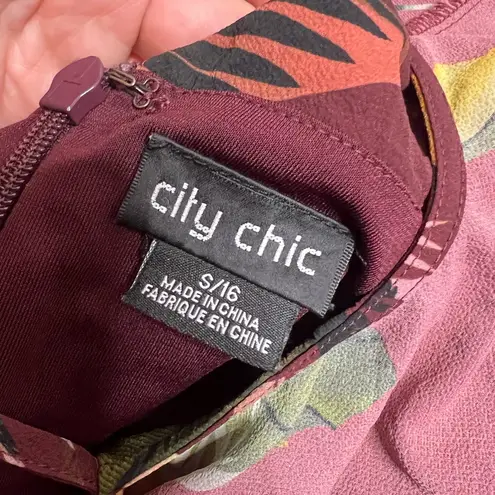 city chic
S/16
MADE IN CHINA
FABRIQUE EN CHINE